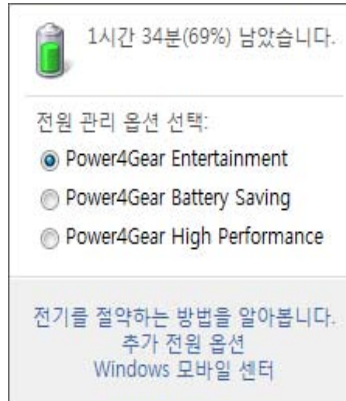 1시간 34분(69%) 남았습니다.
전원 관리 옵션 선택:
Power4Gear Entertainment
Power4Gear Battery Saving
Power4Gear High Performance
전기를 절약하는 방법을 알아봅니다.
추가 전원 옵션
Windows 모바일 센터